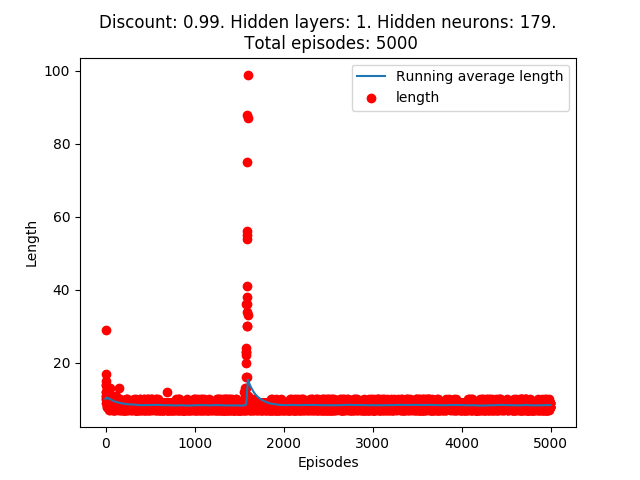 Discount: 0.99. Hidden layers: 1. Hidden neurons: 179.
Total episodes: 5000
Running average length
length
100
80
60
40
20
Length
0 1000 2000 3000 4000 5000
Episodes